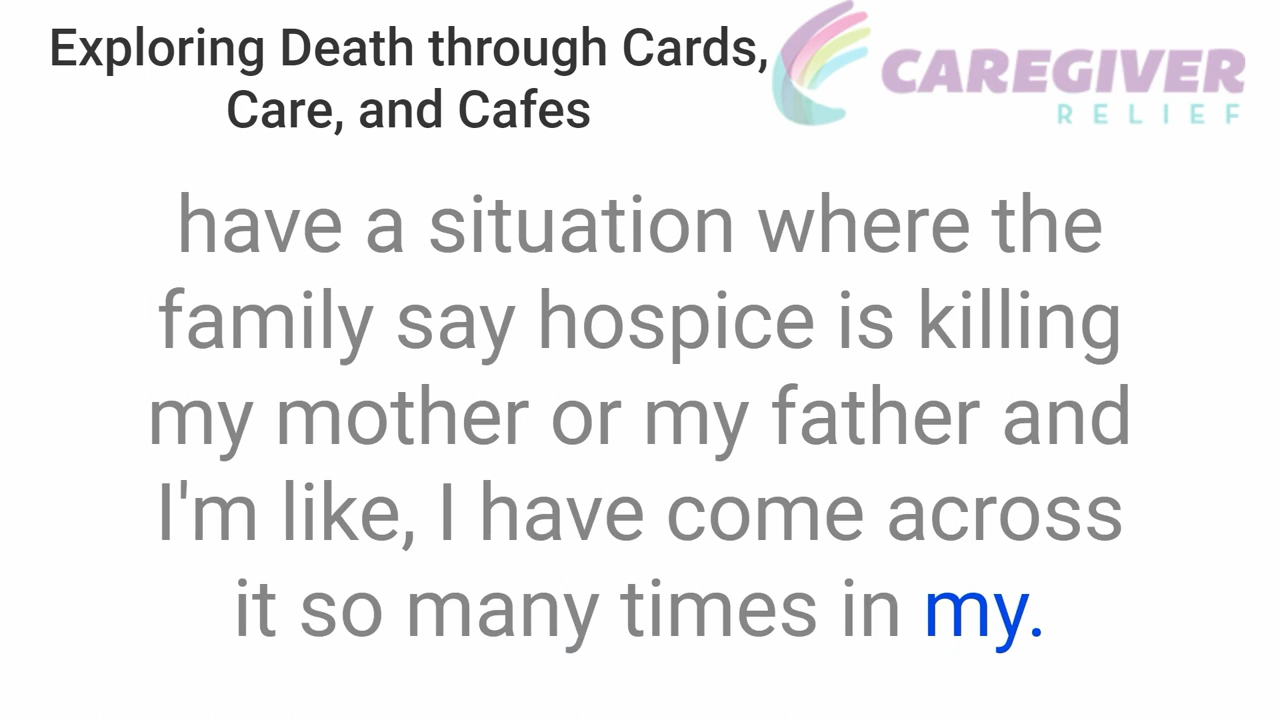 Exploring Death through Cards,
Care, and Cafes
CAREGIVER
RELIEF
have a situation where the
family say hospice is killing
my mother or my father and
I'm like, I have come across
it so many times in my.